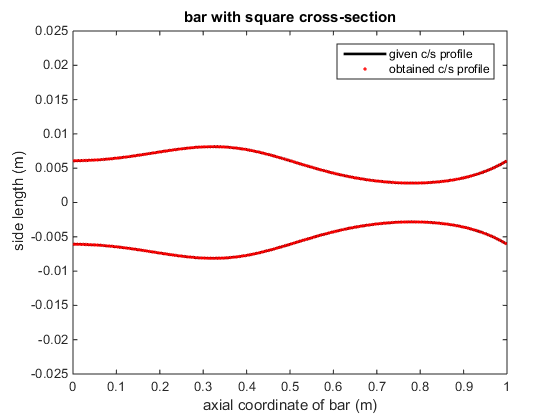 bar with square cross-section
given c/s profile
obtained c/s profile
0.025
0.02
0.015
0.01
0.005
0
-0.005
-0.01
-0.015
-0.02
-0.025
side length (m)
0 0.1 0.2 0.3 0.4 0.5 0.6 0.7 0.8 0.9 1
axial coordinate of bar (m)